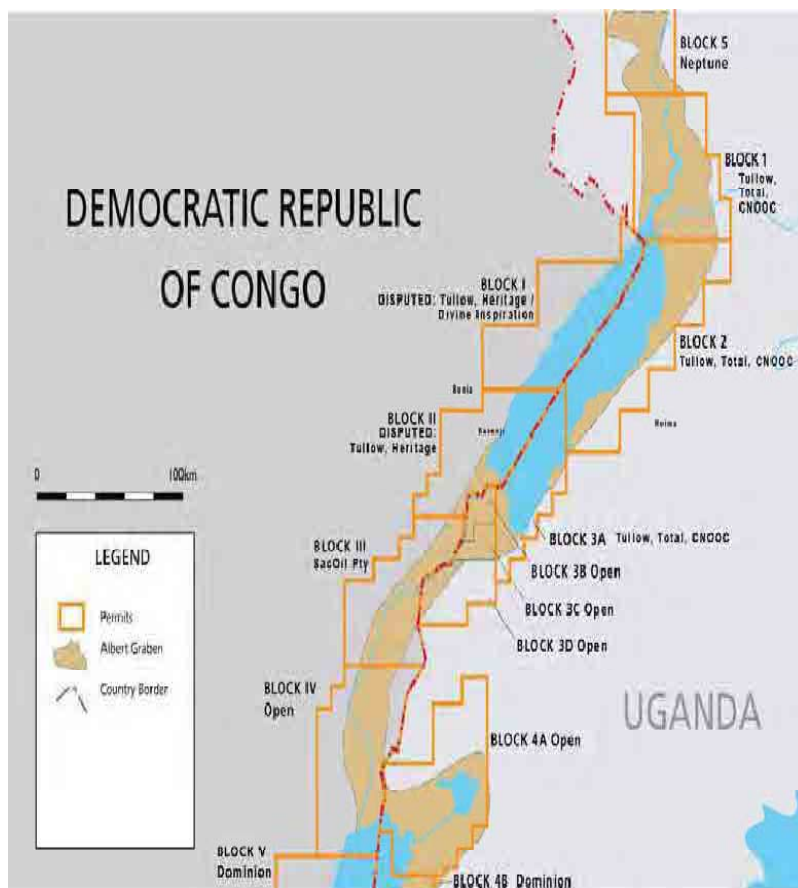 BLOCK 5
Neptune
BLOCK 1
Tullow,
Total,
CNOOC
DEMOCRATIC REPUBLIC
OF CONGO
BLOCK I
DISPUTED: Tullow, Heritage /
Divine Inspiration
BLOCK 2
Tullow, Total, CNOOC
Bunia
BLOCK II
DISPUTED:
Tullow, Heritage
Hoima
0
100km
BLOCK 3A Tullow, Total, CNOOC
BLOCK III
SacOil Pty
BLOCK 3B Open
BLOCK 3C Open
BLOCK 3D Open
LEGEND
Permits
Albert Graben
Country Border
BLOCK IV
Open
UGANDA
BLOCK 4A Open
BLOCK V
Dominion
BLOCK 4B Dominion